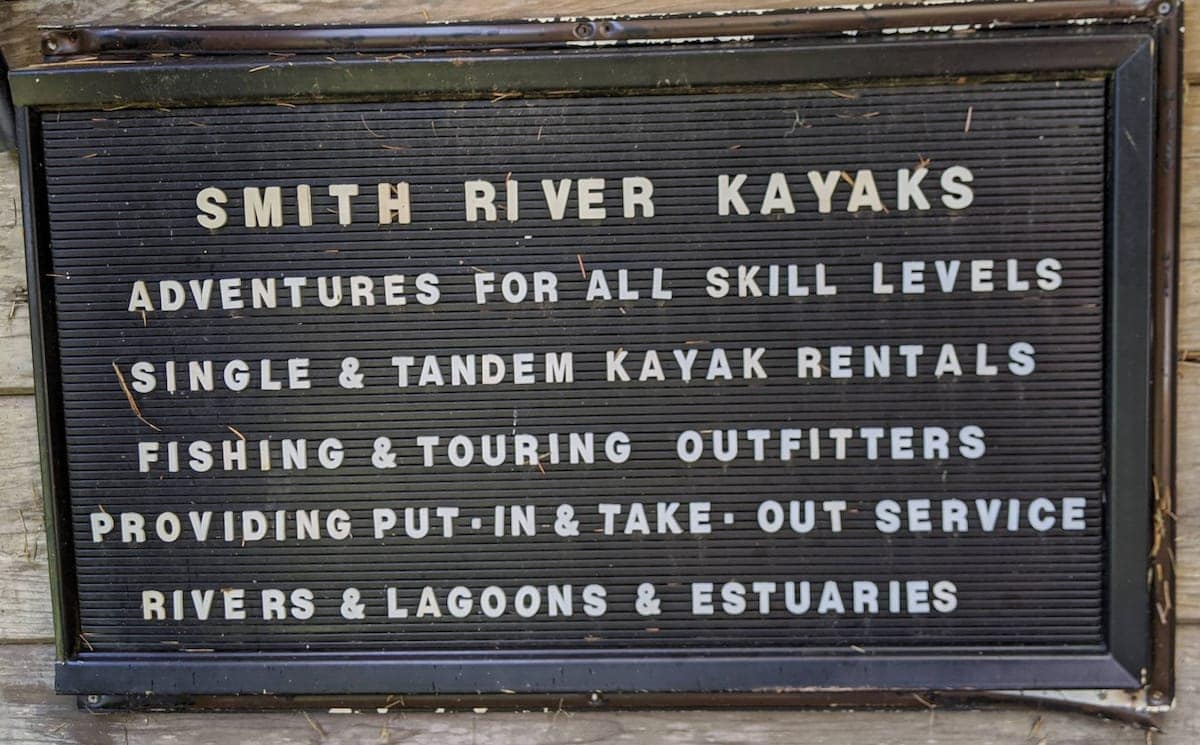 SMITH RIVER KAYAKS
ADVENTURES FOR ALL SKILL LEVELS
SINGLE & TANDEM KAYAK RENTALS
FISHING & TOURING OUTFITTERS
PROVIDING PUT-IN & TAKE-OUT SERVICE
RIVERS & LAGOONS & ESTUARIES